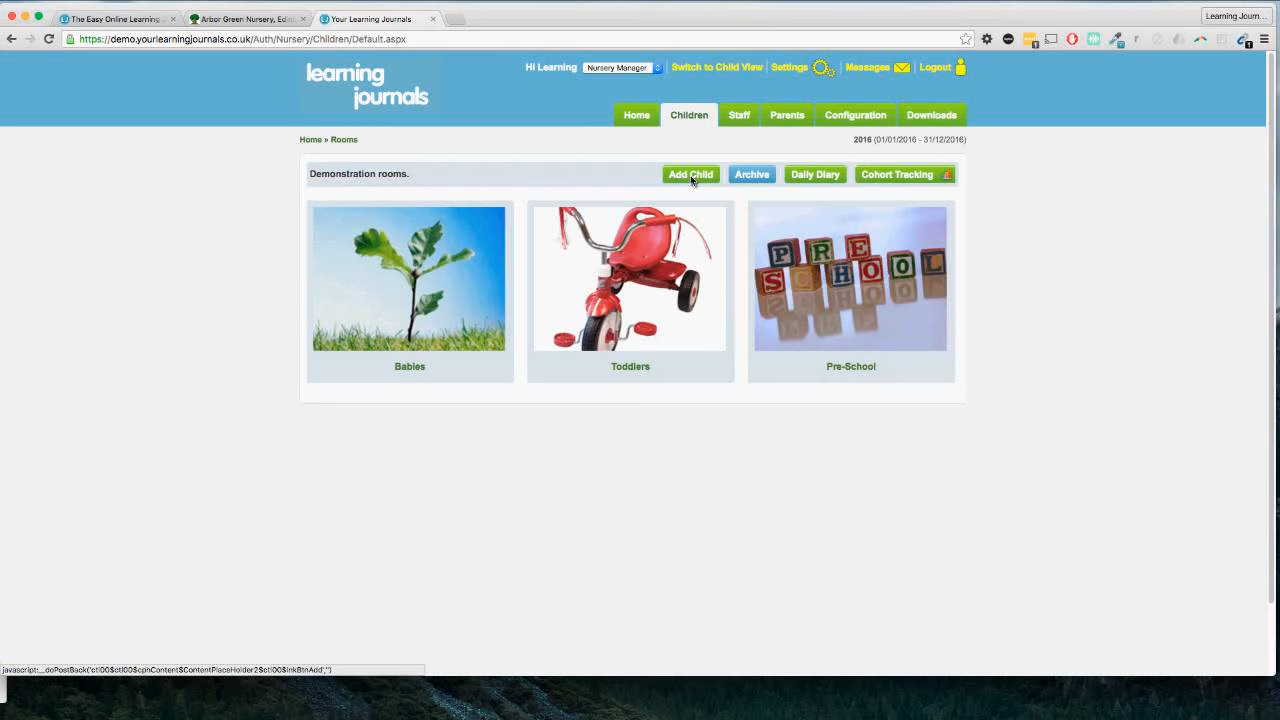 The Easy Online Learning
Arbor Green Nursery, Edin
Your Learning Journals
Learning Journ...
https://demo.yourlearningjournals.co.uk/Auth/Nursery/Children/Default.aspx
learning
journals
Hi Learning
Nursery Manager
Switch to Child View
Settings
Messages
Logout
Home
Children
Staff
Parents
Configuration
Downloads
Home » Rooms
2016 (01/01/2016 - 31/12/2016)
Demonstration rooms.
Add Child
Archive
Daily Diary
Cohort Tracking
PRE
SCHOOL
Babies
Toddlers
Pre-School
javascript:__doPostBack('ctl00$ctl00$cphContent$ContentPlaceHolder2$ctl00$lnkBtnAdd','')